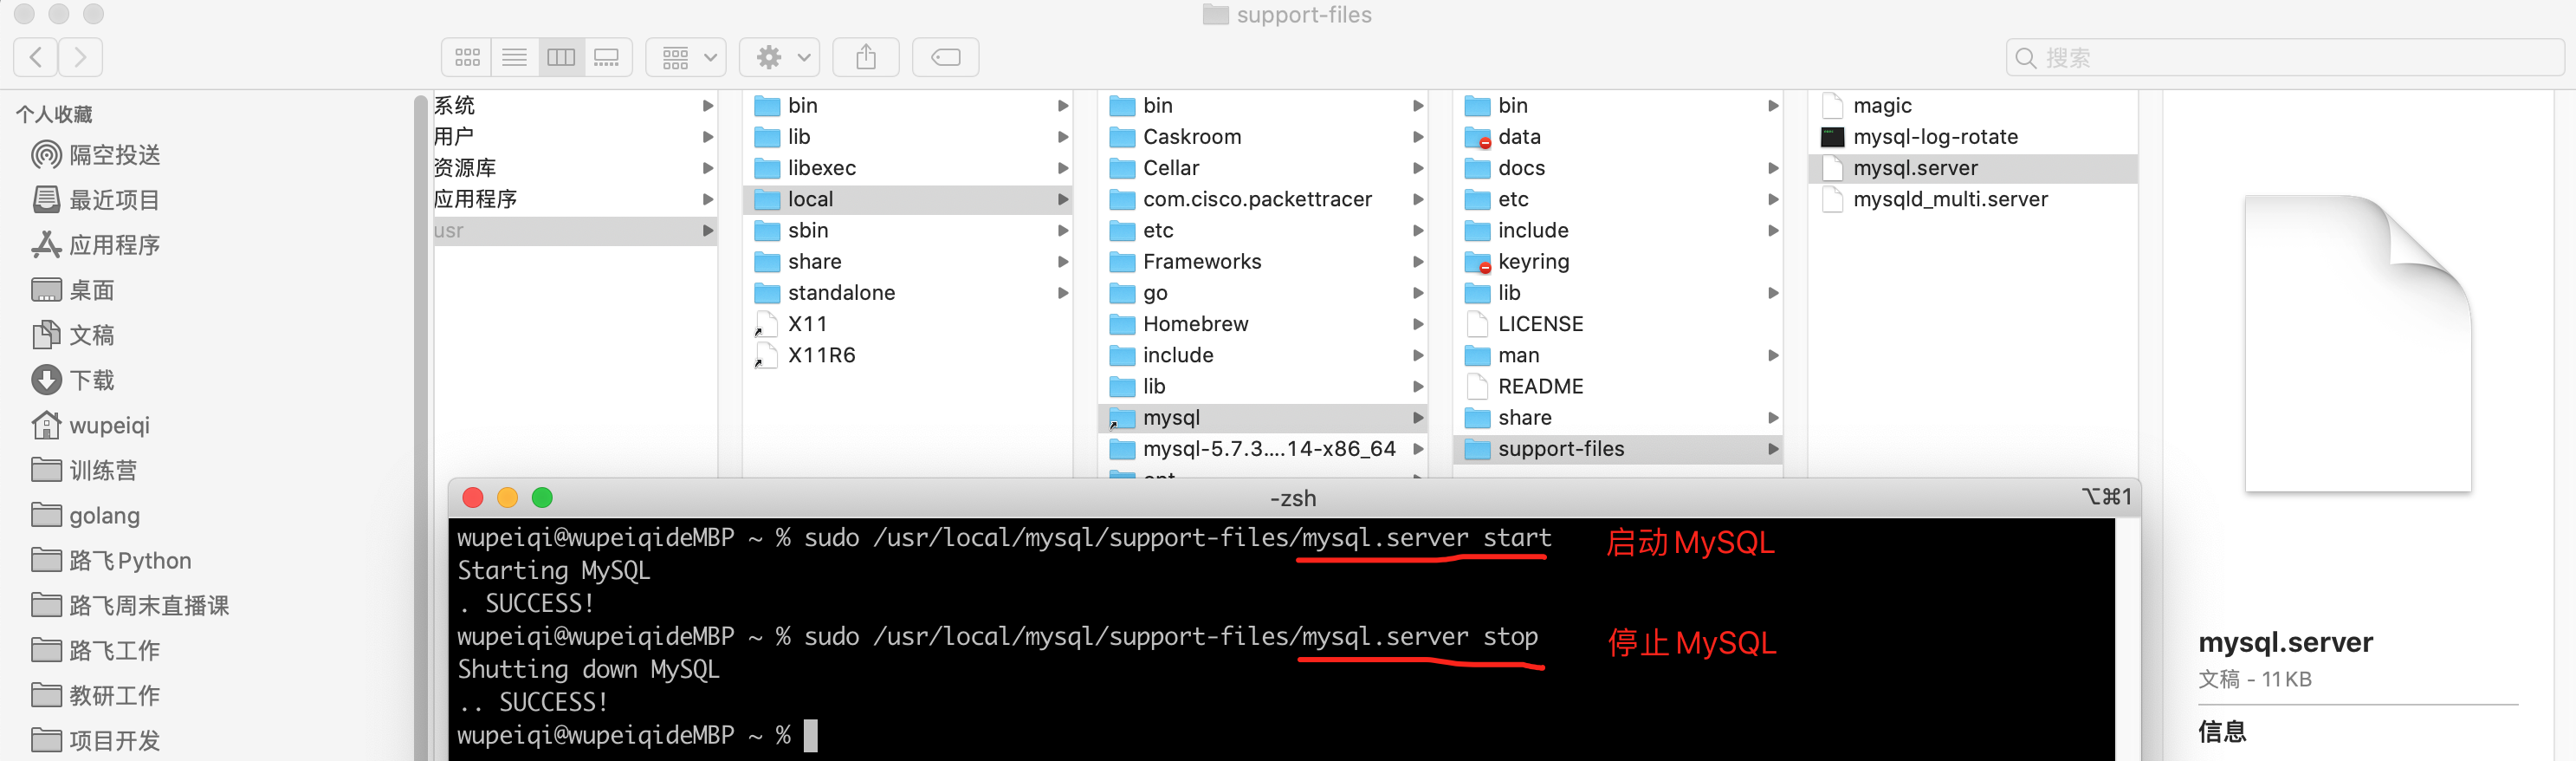 support-files
搜索
个人收藏
隔空投送
最近项目
应用程序
桌面
文稿
下载
wupeiqi
训练营
golang
路飞Python
路飞周末直播课
路飞工作
教研工作
项目开发
系统
用户
资源库
应用程序
usr
bin
lib
libexec
local
sbin
share
standalone
X11
X11R6
bin
Caskroom
Cellar
com.cisco.packettracer
etc
Frameworks
go
Homebrew
include
lib
mysql
mysql-5.7.3....14-x86_64
bin
data
docs
etc
include
keyring
lib
LICENSE
man
README
share
support-files
magic
mysql-log-rotate
mysql.server
mysqld_multi.server
-zsh
⌥⌘1
wupeiqi@wupeiqideMBP ~ % sudo /usr/local/mysql/support-files/mysql.server start 启动MySQL
Starting MySQL
. SUCCESS!
wupeiqi@wupeiqideMBP ~ % sudo /usr/local/mysql/support-files/mysql.server stop 停止MySQL
Shutting down MySQL
.. SUCCESS!
wupeiqi@wupeiqideMBP ~ %
mysql.server
文稿 - 11 KB
信息